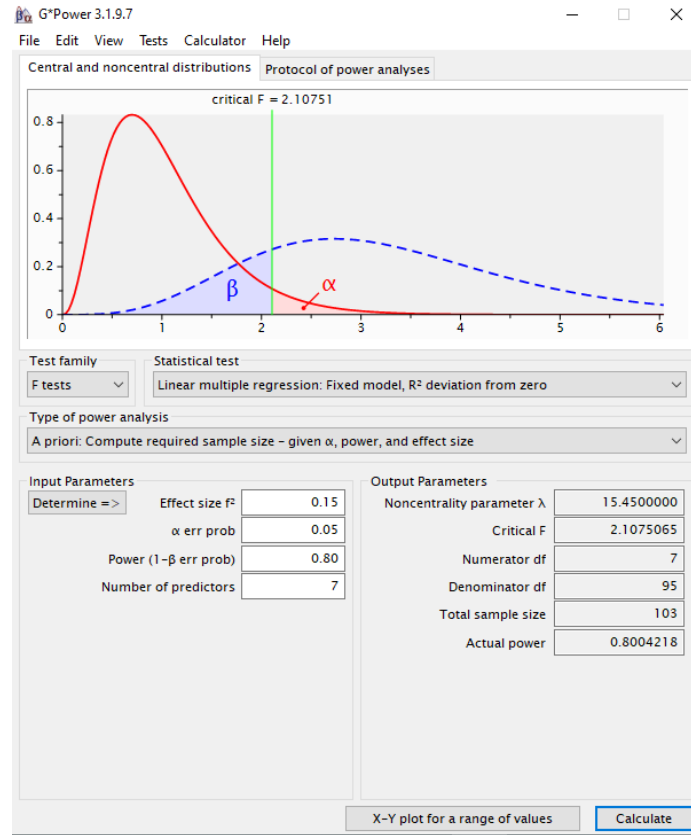 G*Power 3.1.9.7
File Edit View Tests Calculator Help
Central and noncentral distributions Protocol of power analyses
critical F = 2.10751
0.8
0.6
0.4
0.2
0
β
α
0 1 2 3 4 5 6
Test family Statistical test
F tests Linear multiple regression: Fixed model, R² deviation from zero
Type of power analysis
A priori: Compute required sample size – given α, power, and effect size
Input Parameters
Determine => Effect size f² 0.15
α err prob 0.05
Power (1-β err prob) 0.80
Number of predictors 7
Output Parameters
Noncentrality parameter λ 15.4500000
Critical F 2.1075065
Numerator df 7
Denominator df 95
Total sample size 103
Actual power 0.8004218
X-Y plot for a range of values Calculate